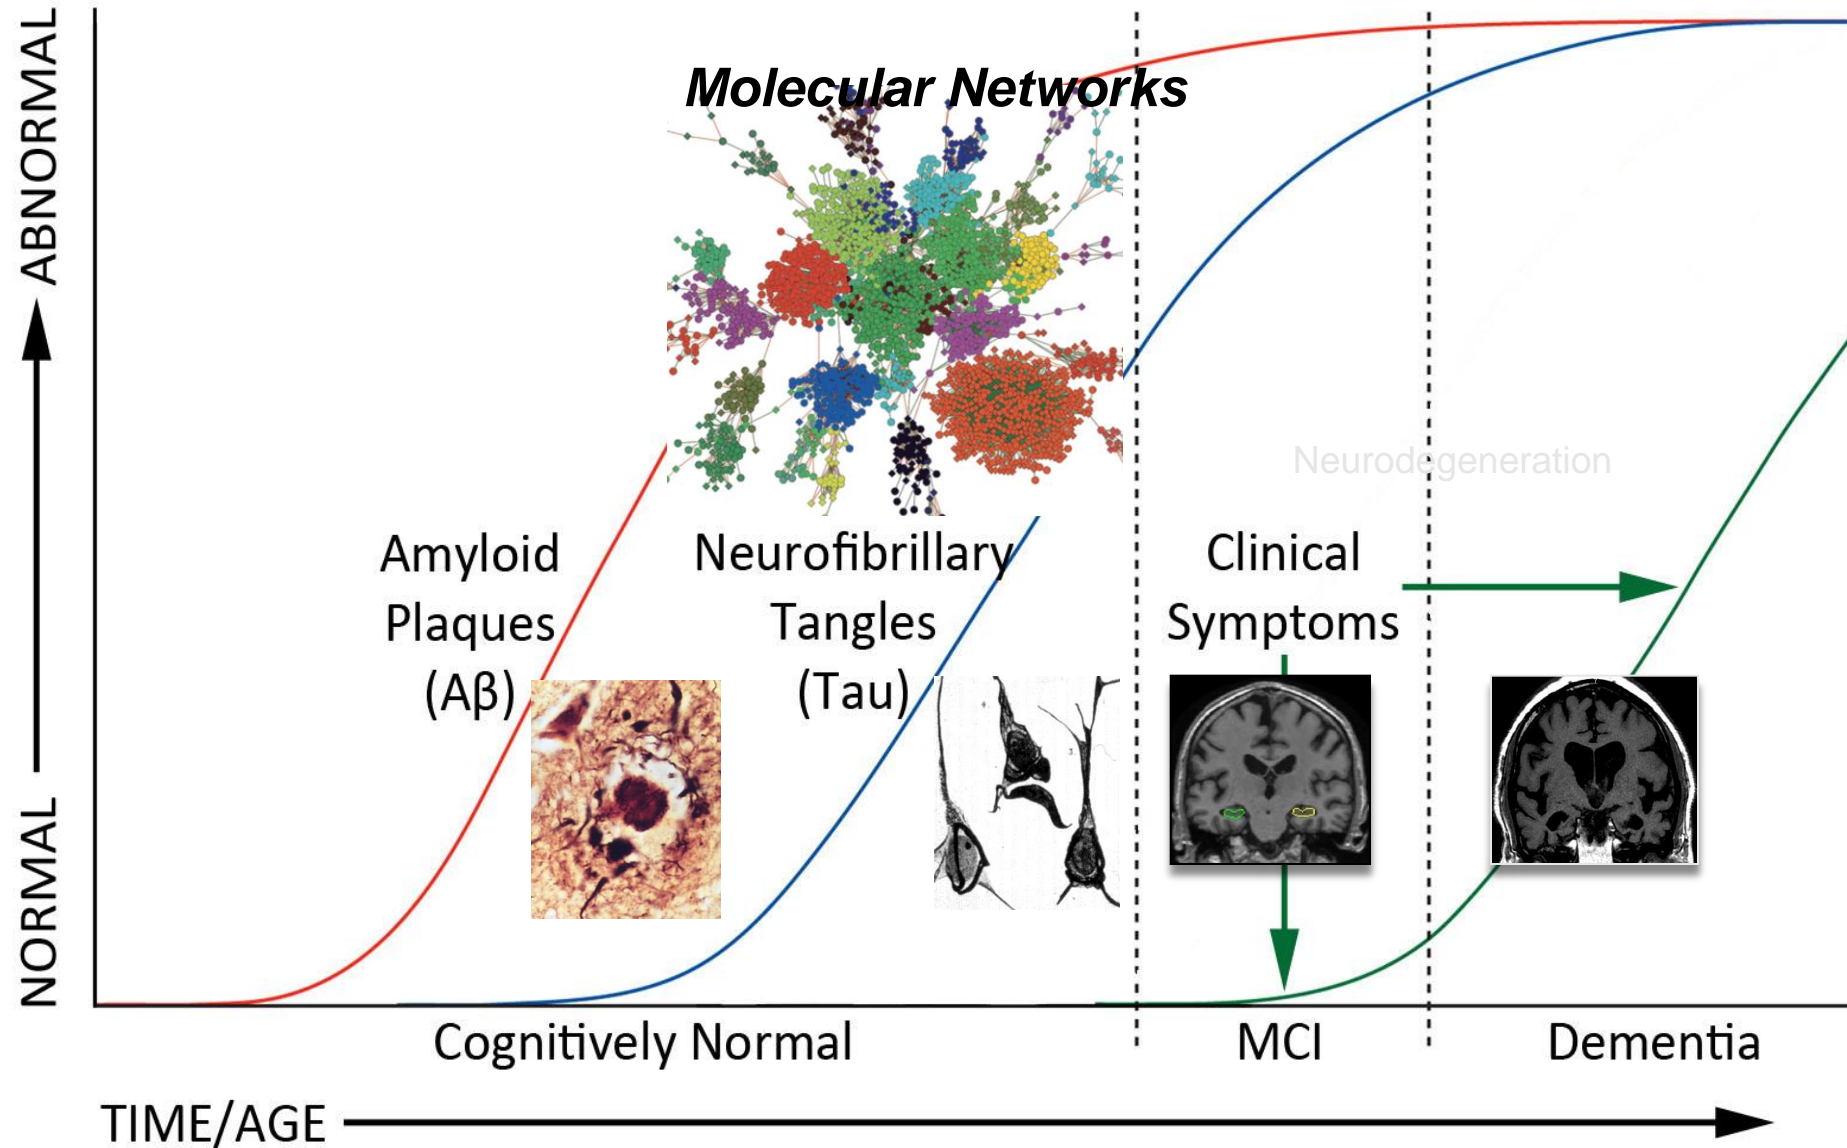 ABNORMAL
NORMAL
Molecular Networks
Neurodegeneration
Amyloid
Plaques
(Aβ)
Neurofibrillary
Tangles
(Tau)
Clinical
Symptoms
Cognitively Normal
MCI
Dementia
TIME/AGE